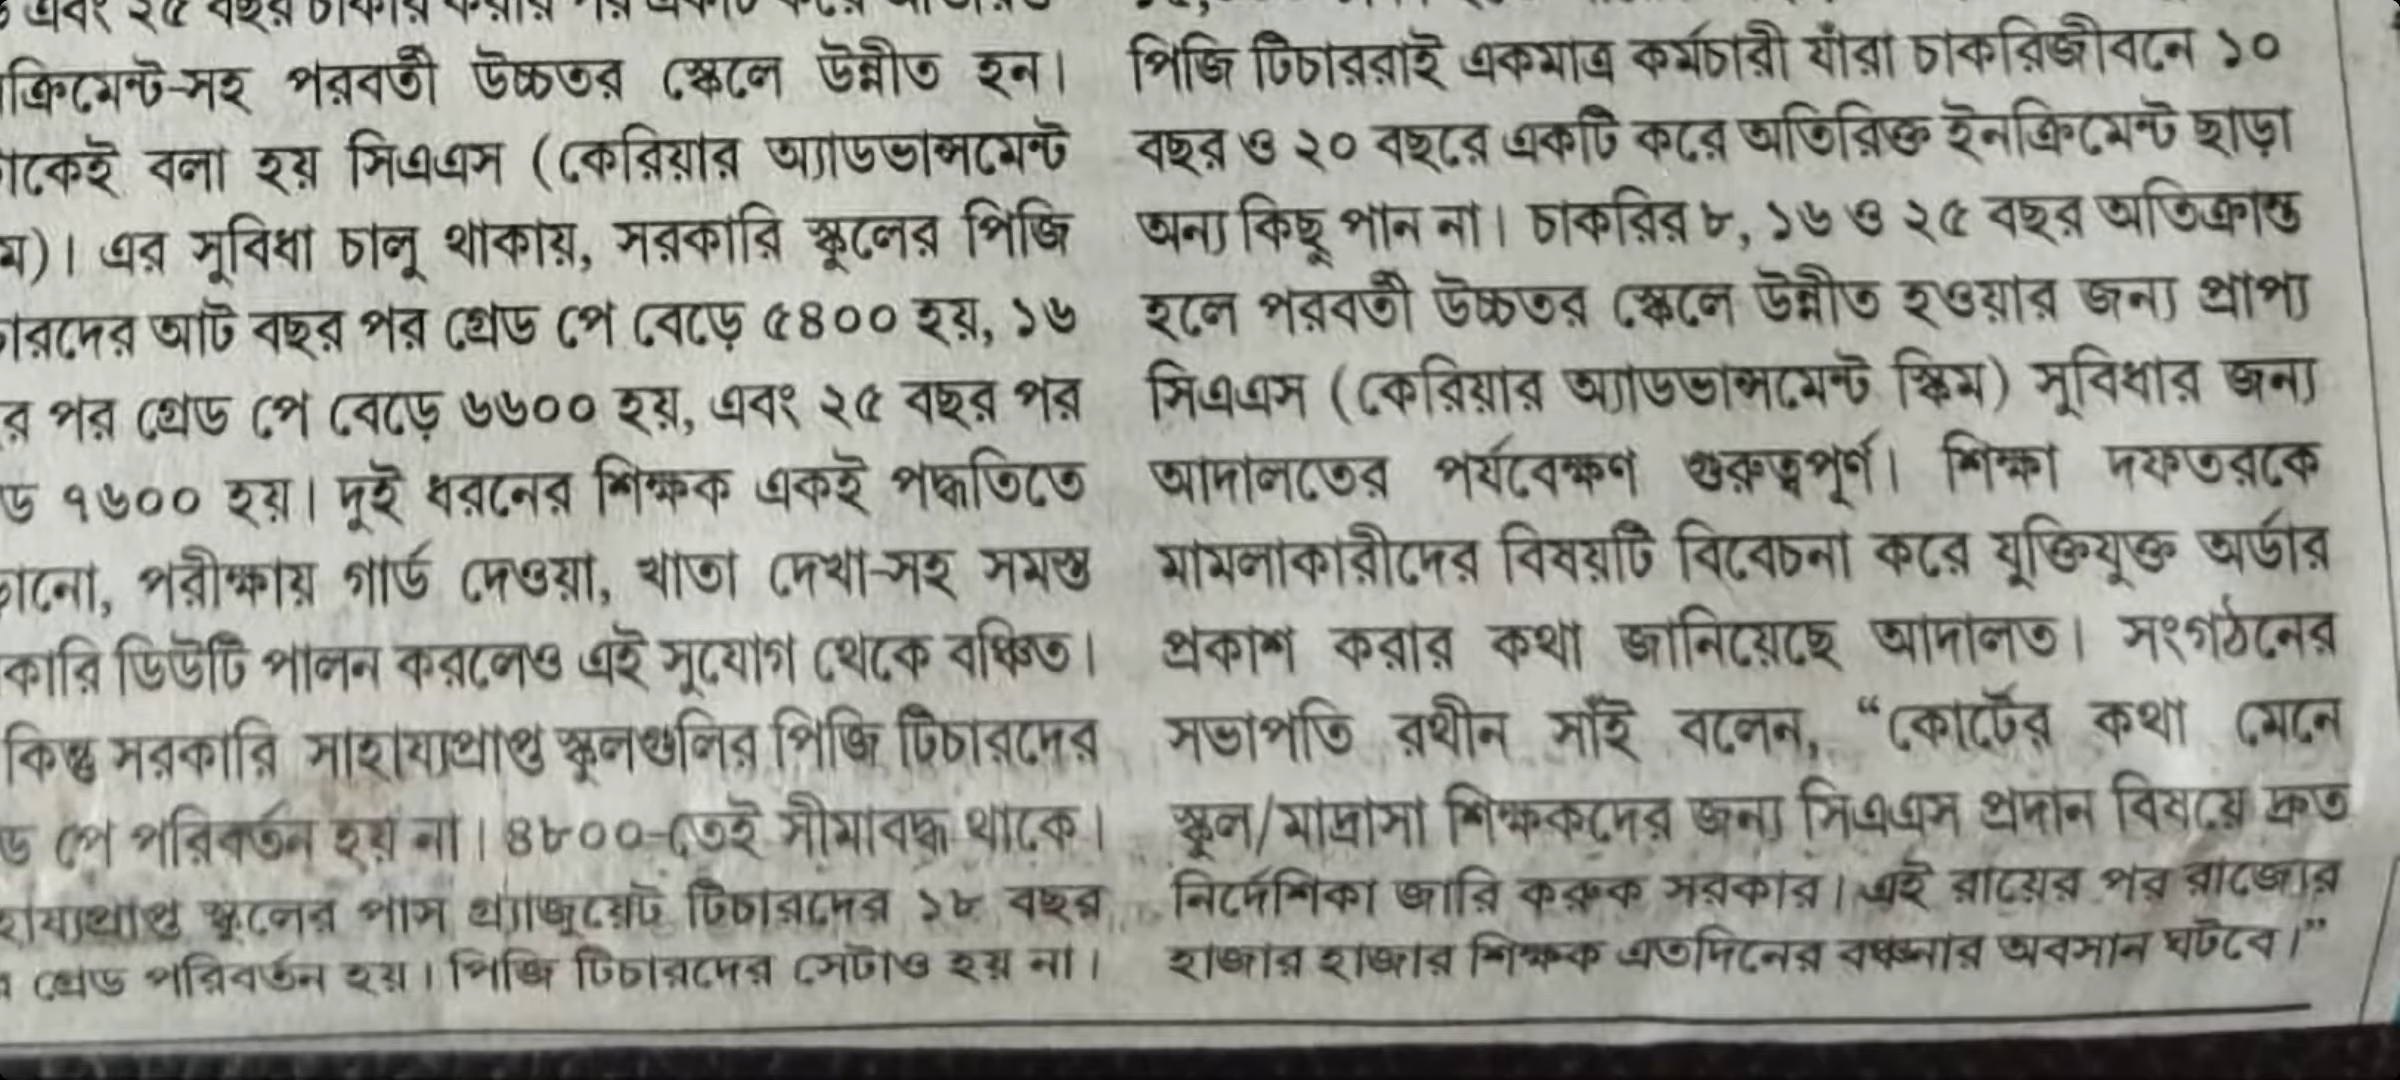 এবং ২৫ বছর চাকরি করার পর একটি করে
ক্রিমেন্ট-সহ পরবর্তী উচ্চতর স্কেলে উন্নীত হন।
াকেই বলা হয় সিএএস (কেরিয়ার অ্যাডভান্সমেন্ট
ম)। এর সুবিধা চালু থাকায়, সরকারি স্কুলের পিজি
ারদের আট বছর পর গ্রেড পে বেড়ে ৫৪০০ হয়, ১৬
র পর গ্রেড পে বেড়ে ৬৬০০ হয়, এবং ২৫ বছর পর
ড ৭৬০০ হয়। দুই ধরনের শিক্ষক একই পদ্ধতিতে
ানো, পরীক্ষায় গার্ড দেওয়া, খাতা দেখা-সহ সমস্ত
কারি ডিউটি পালন করলেও এই সুযোগ থেকে বঞ্চিত।
কিন্তু সরকারি সাহায্যপ্রাপ্ত স্কুলগুলির পিজি টিচারদের
ড পে পরিবর্তন হয় না। ৪৮০০-তেই সীমাবদ্ধ থাকে।
হায্যপ্রাপ্ত স্কুলের পাস গ্র্যাজুয়েট টিচারদের ১৮ বছর
গ্রেড পরিবর্তন হয়। পিজি টিচারদের সেটাও হয় না।
পিজি টিচাররাই একমাত্র কর্মচারী যাঁরা চাকরিজীবনে ১০
বছর ও ২০ বছরে একটি করে অতিরিক্ত ইনক্রিমেন্ট ছাড়া
অন্য কিছু পান না। চাকরির ৮, ১৬ ও ২৫ বছর অতিক্রান্ত
হলে পরবর্তী উচ্চতর স্কেলে উন্নীত হওয়ার জন্য প্রাপ্য
সিএএস (কেরিয়ার অ্যাডভান্সমেন্ট স্কিম) সুবিধার জন্য
আদালতের পর্যবেক্ষণ গুরুত্বপূর্ণ। শিক্ষা দফতরকে
মামলাকারীদের বিষয়টি বিবেচনা করে যুক্তিযুক্ত অর্ডার
প্রকাশ করার কথা জানিয়েছে আদালত। সংগঠনের
সভাপতি রথীন সাঁই বলেন, “কোর্টের কথা মেনে
স্কুল/মাদ্রাসা শিক্ষকদের জন্য সিএএস প্রদান বিষয়ে দ্রুত
নির্দেশিকা জারি করুক সরকার। এই রায়ের পর রাজ্যের
হাজার হাজার শিক্ষক এতদিনের বঞ্চনার অবসান ঘটবে।”